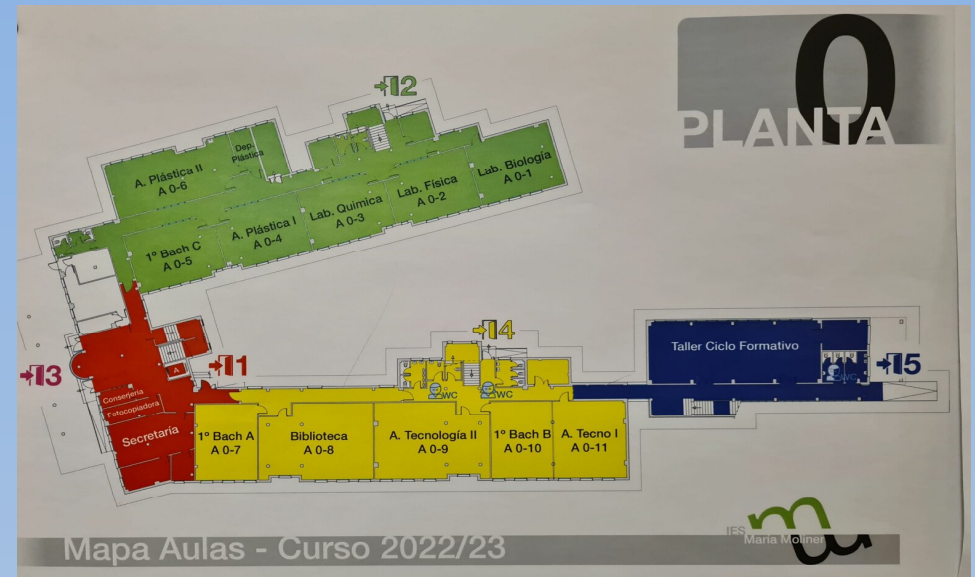 0
PLANTA
2
Dep.
Plástica
A. Plástica II
A 0-6
Lab. Biología
A 0-1
Lab. Física
A 0-2
Lab. Química
A 0-3
A. Plástica I
A 0-4
1º Bach C
A 0-5
3
1
A
4
5
Conserjería
Fotocopiadora
Secretaría
WC
WC
WC
Taller Ciclo Formativo
1º Bach A
A 0-7
Biblioteca
A 0-8
A. Tecnología II
A 0-9
1º Bach B
A 0-10
A. Tecno I
A 0-11
Mapa Aulas - Curso 2022/23
IES
María Moliner